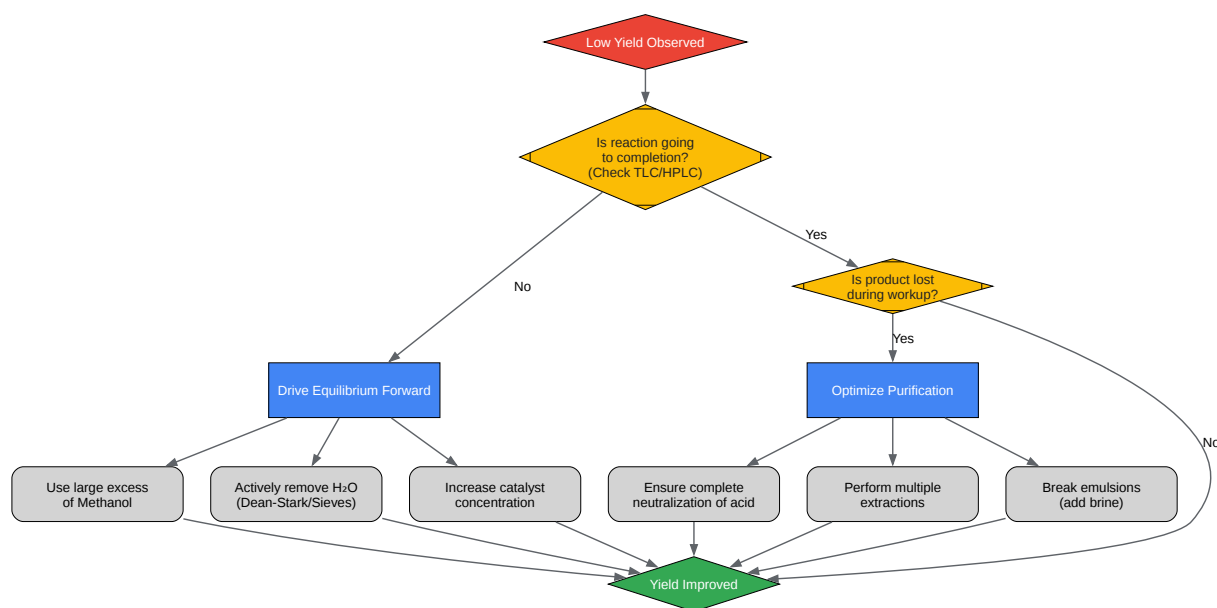 Low Yield Observed
Is reaction going
to completion?
(Check TLC/HPLC)
Yes
Is product lost
during workup?
No
Yes
Drive Equilibrium Forward
Optimize Purification
No
Use large excess
of Methanol
Actively remove H₂O
(Dean-Stark/Sieves)
Increase catalyst
concentration
Ensure complete
neutralization of acid
Perform multiple
extractions
Break emulsions
(add brine)
Yield Improved